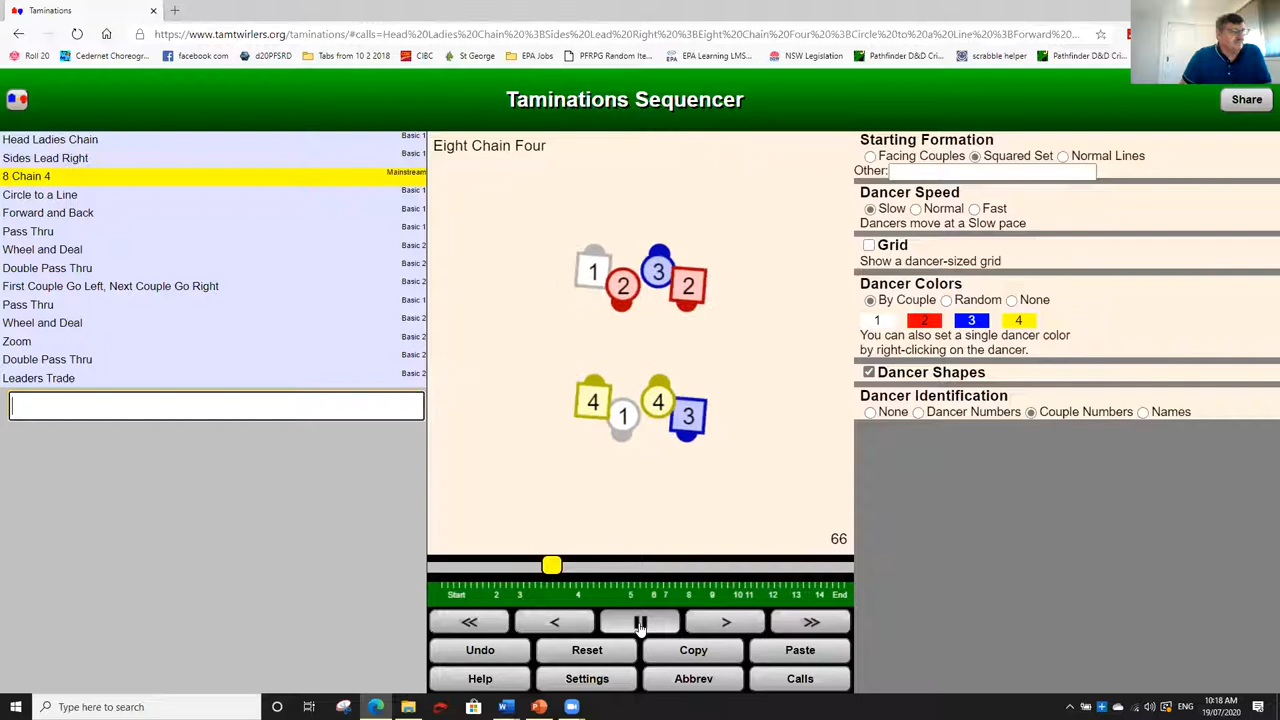 Taminations
https://www.tamtwirlers.org/taminations/#calls=Head%20Ladies%20Chain%20%3BSides%20Lead%20Right%20%3BEight%20Chain%20Four%20%3BCircle%20to%20a%20Line%20%3BForward%20...
Roll 20
Cedernet Choreogr...
facebook.com
d20PFSRD
Tabs from 10 2 2018
CIBC
St George
EPA Jobs
PFRPG Random Ite...
EPA Learning LMS...
NSW Legislation
Pathfinder D&D Cri...
scrabble helper
Pathfinder D&D Cri...
Taminations Sequencer
Share
Head Ladies Chain Basic 1
Sides Lead Right Basic 1
8 Chain 4 Mainstream
Circle to a Line Basic 1
Forward and Back Basic 1
Pass Thru Basic 1
Wheel and Deal Basic 2
Double Pass Thru Basic 2
First Couple Go Left, Next Couple Go Right Basic 2
Pass Thru Basic 1
Wheel and Deal Basic 2
Zoom Basic 2
Double Pass Thru Basic 2
Leaders Trade Basic 2
Eight Chain Four
1 2 3 2
4 1 4 3
66
Start 2 3 4 5 6 7 8 9 10 11 12 13 14 End
<< < > >>
Undo Reset Copy Paste
Help Settings Abbrev Calls
Starting Formation
Facing Couples Squared Set Normal Lines
Other:
Dancer Speed
Slow Normal Fast
Dancers move at a Slow pace
Grid
Show a dancer-sized grid
Dancer Colors
By Couple Random None
1 2 3 4
You can also set a single dancer color
by right-clicking on the dancer.
Dancer Shapes
Dancer Identification
None Dancer Numbers Couple Numbers Names
Type here to search
ENG
10:18 AM
19/07/2020